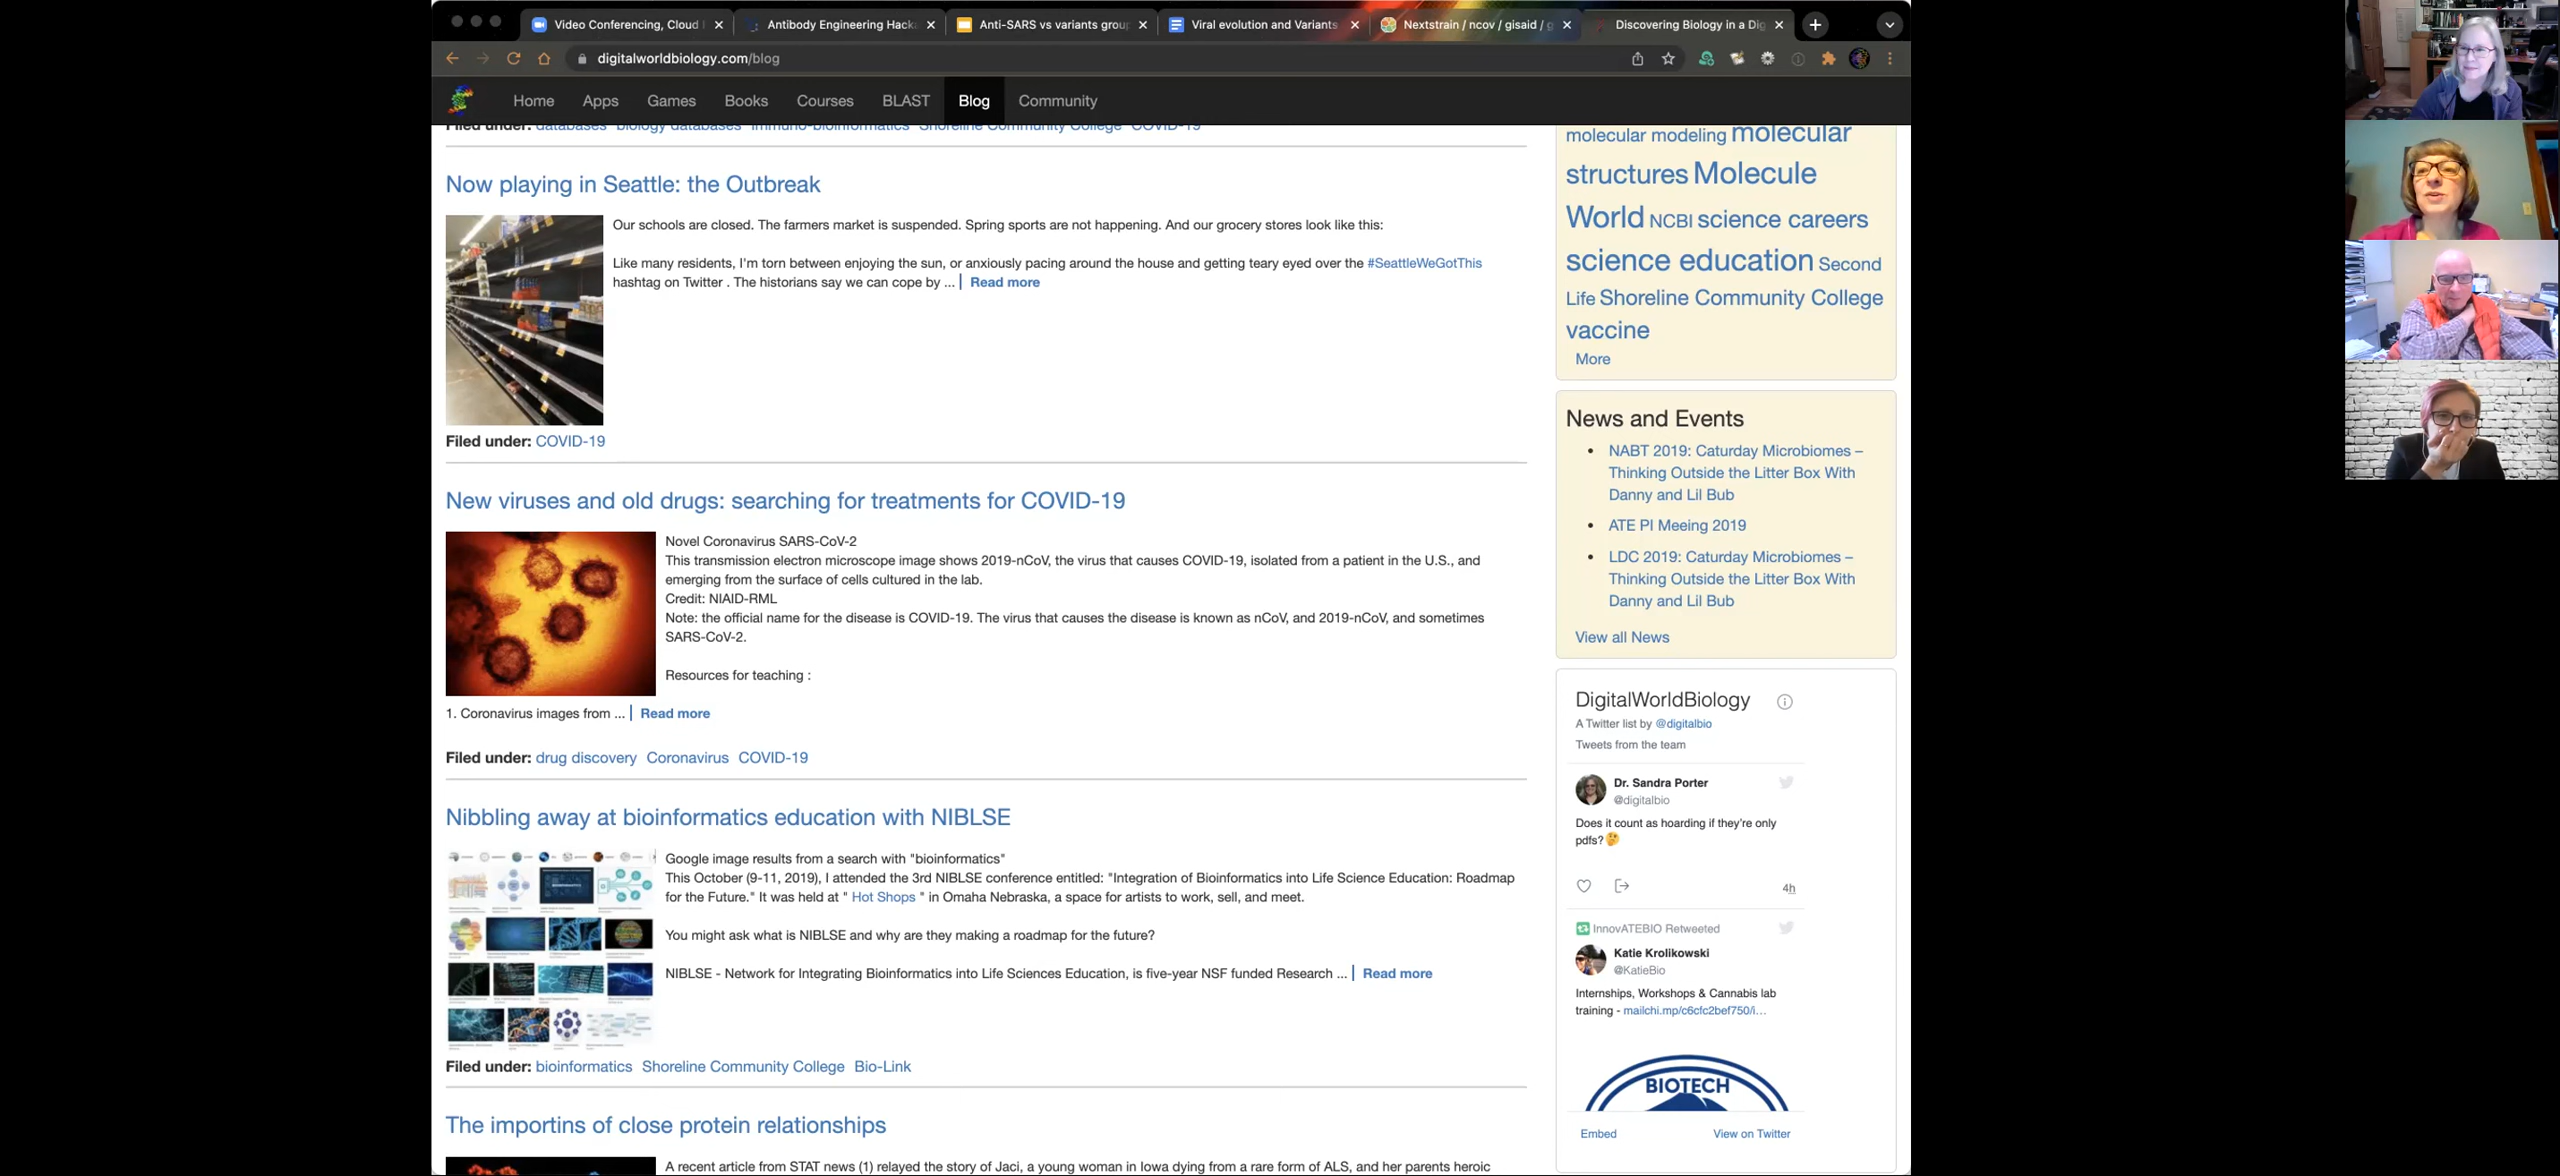 Video Conferencing, Cloud
Antibody Engineering Hack
Anti-SARS vs variants group
Viral evolution and Variants
Nextstrain / ncov / gisaid / g
Discovering Biology in a Dig
digitalworldbiology.com/blog
Home Apps Games Books Courses BLAST Blog Community
Filed under: databases biology databases immuno-bioinformatics Shoreline Community College COVID-19
Now playing in Seattle: the Outbreak
Our schools are closed. The farmers market is suspended. Spring sports are not happening. And our grocery stores look like this:
Like many residents, I'm torn between enjoying the sun, or anxiously pacing around the house and getting teary eyed over the #SeattleWeGotThis
hashtag on Twitter . The historians say we can cope by ... | Read more
Filed under: COVID-19
New viruses and old drugs: searching for treatments for COVID-19
Novel Coronavirus SARS-CoV-2
This transmission electron microscope image shows 2019-nCoV, the virus that causes COVID-19, isolated from a patient in the U.S., and
emerging from the surface of cells cultured in the lab.
Credit: NIAID-RML
Note: the official name for the disease is COVID-19. The virus that causes the disease is known as nCoV, and 2019-nCoV, and sometimes
SARS-CoV-2.
Resources for teaching :
1. Coronavirus images from ... | Read more
Filed under: drug discovery Coronavirus COVID-19
Nibbling away at bioinformatics education with NIBLSE
Google image results from a search with "bioinformatics"
This October (9-11, 2019), I attended the 3rd NIBLSE conference entitled: "Integration of Bioinformatics into Life Science Education: Roadmap
for the Future." It was held at " Hot Shops " in Omaha Nebraska, a space for artists to work, sell, and meet.
You might ask what is NIBLSE and why are they making a roadmap for the future?
NIBLSE - Network for Integrating Bioinformatics into Life Sciences Education, is five-year NSF funded Research ... | Read more
Filed under: bioinformatics Shoreline Community College Bio-Link
The importins of close protein relationships
A recent article from STAT news (1) relayed the story of Jaci, a young woman in Iowa dying from a rare form of ALS, and her parents heroic
molecular modeling molecular
structures Molecule
World NCBI science careers
science education Second
Life Shoreline Community College
vaccine
More
News and Events
• NABT 2019: Caturday Microbiomes –
Thinking Outside the Litter Box With
Danny and Lil Bub
• ATE PI Meeing 2019
• LDC 2019: Caturday Microbiomes –
Thinking Outside the Litter Box With
Danny and Lil Bub
View all News
DigitalWorldBiology
A Twitter list by @digitalbio
Tweets from the team
Dr. Sandra Porter
@digitalbio
Does it count as hoarding if they're only
pdfs?🤔
4h
InnovATEBIO Retweeted
Katie Krolikowski
@KatieBio
Internships, Workshops & Cannabis lab
training - mailchi.mp/c6cfc2bef750/i…
BIOTECH
Embed View on Twitter